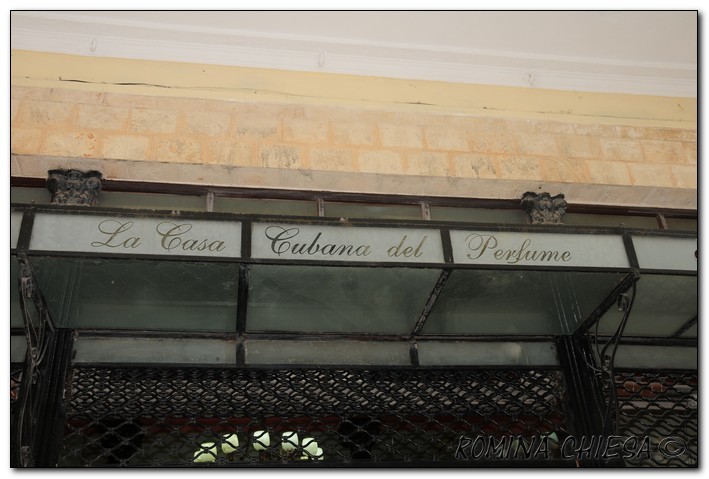 La Casa Cubana del Perfume
ROMINA CHIESA ©